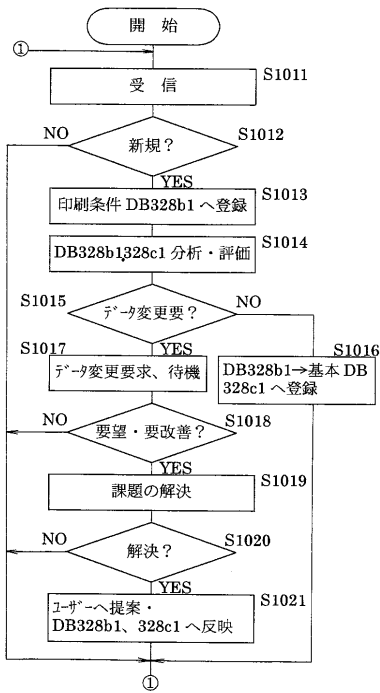 開　始
①
受　信
S1011
NO
新規？
S1012
YES
印刷条件 DB328b1 へ登録
S1013
DB328b1,328c1 分析・評価
S1014
S1015
ﾃﾞｰﾀ変更要？
NO
YES
S1017
ﾃﾞｰﾀ変更要求、待機
S1016
DB328b1→基本 DB
328c1 へ登録
NO
要望・要改善？
S1018
YES
課題の解決
S1019
NO
解決？
S1020
YES
ﾕｰｻﾞｰへ提案・
DB328b1、328c1 へ反映
S1021
①